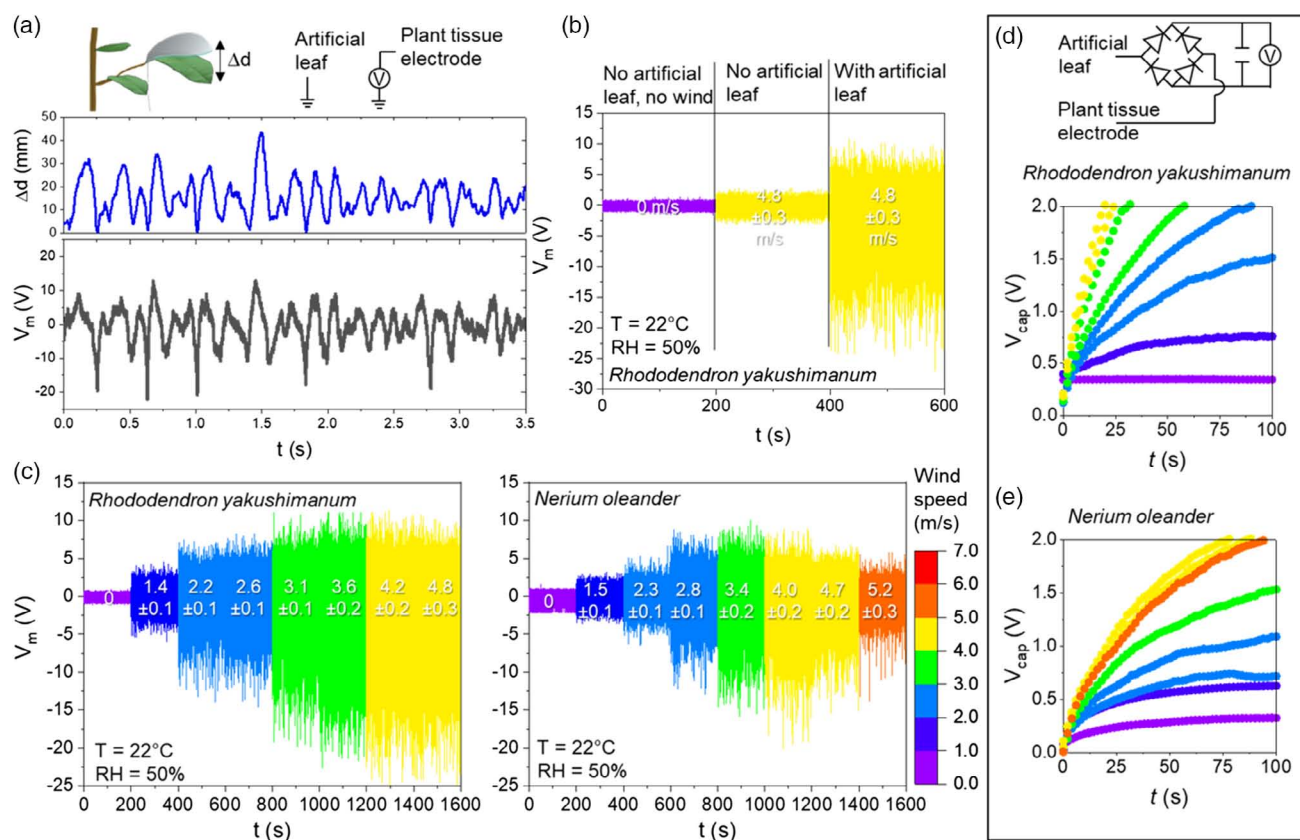 (a)
Δd
Artificial
leaf
Plant tissue
electrode
V
Δd (mm)
50
40
30
20
10
0
V_m (V)
20
10
0
-10
-20
0.0 0.5 1.0 1.5 2.0 2.5 3.0 3.5
t (s)
(b)
No artificial
leaf, no wind
No artificial
leaf
With artificial
leaf
V_m (V)
15
10
5
0
-5
-10
-15
-20
-25
-30
0 m/s
4.8
±0.3
m/s
4.8
±0.3
m/s
T = 22°C
RH = 50%
Rhododendron yakushimanum
0 200 400 600
t (s)
(c)
Rhododendron yakushimanum
V_m (V)
15
10
5
0
-5
-10
-15
-20
-25
0
1.4
±0.1
2.2
±0.1
2.6
±0.1
3.1
±0.1
3.6
±0.2
4.2
±0.2
4.8
±0.3
T = 22°C
RH = 50%
0 200 400 600 800 1000 1200 1400 1600
t (s)
Nerium oleander
15
10
5
0
-5
-10
-15
-20
-25
0
1.5
±0.1
2.3
±0.1
2.8
±0.1
3.4
±0.2
4.0
±0.2
4.7
±0.2
5.2
±0.3
T = 22°C
RH = 50%
0 200 400 600 800 1000 1200 1400 1600
t (s)
Wind
speed
(m/s)
7.0
6.0
5.0
4.0
3.0
2.0
1.0
0.0
(d)
Artificial
leaf
Plant tissue
electrode
V
Rhododendron yakushimanum
V_cap (V)
2.0
1.5
1.0
0.5
0.0
0 25 50 75 100
t (s)
(e)
Nerium oleander
V_cap (V)
2.0
1.5
1.0
0.5
0.0
0 25 50 75 100
t (s)